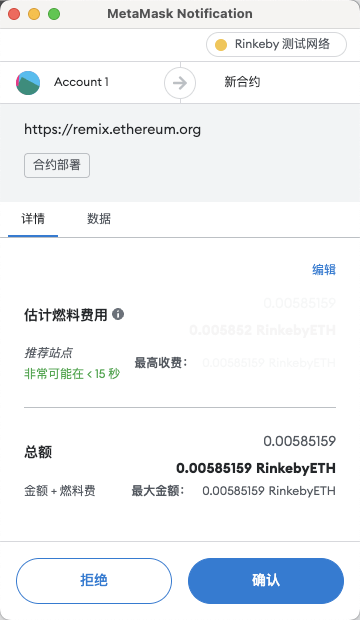 MetaMask Notification
Rinkeby 测试网络
Account 1
新合约
https://remix.ethereum.org
合约部署
详情
数据
编辑
0.00585159
估计燃料费用
0.005852 RinkebyETH
推荐站点
非常可能在 < 15 秒
最高收费：
0.00585159 RinkebyETH
0.00585159
总额
0.00585159 RinkebyETH
金额 + 燃料费
最大金额：
0.00585159 RinkebyETH
拒绝
确认